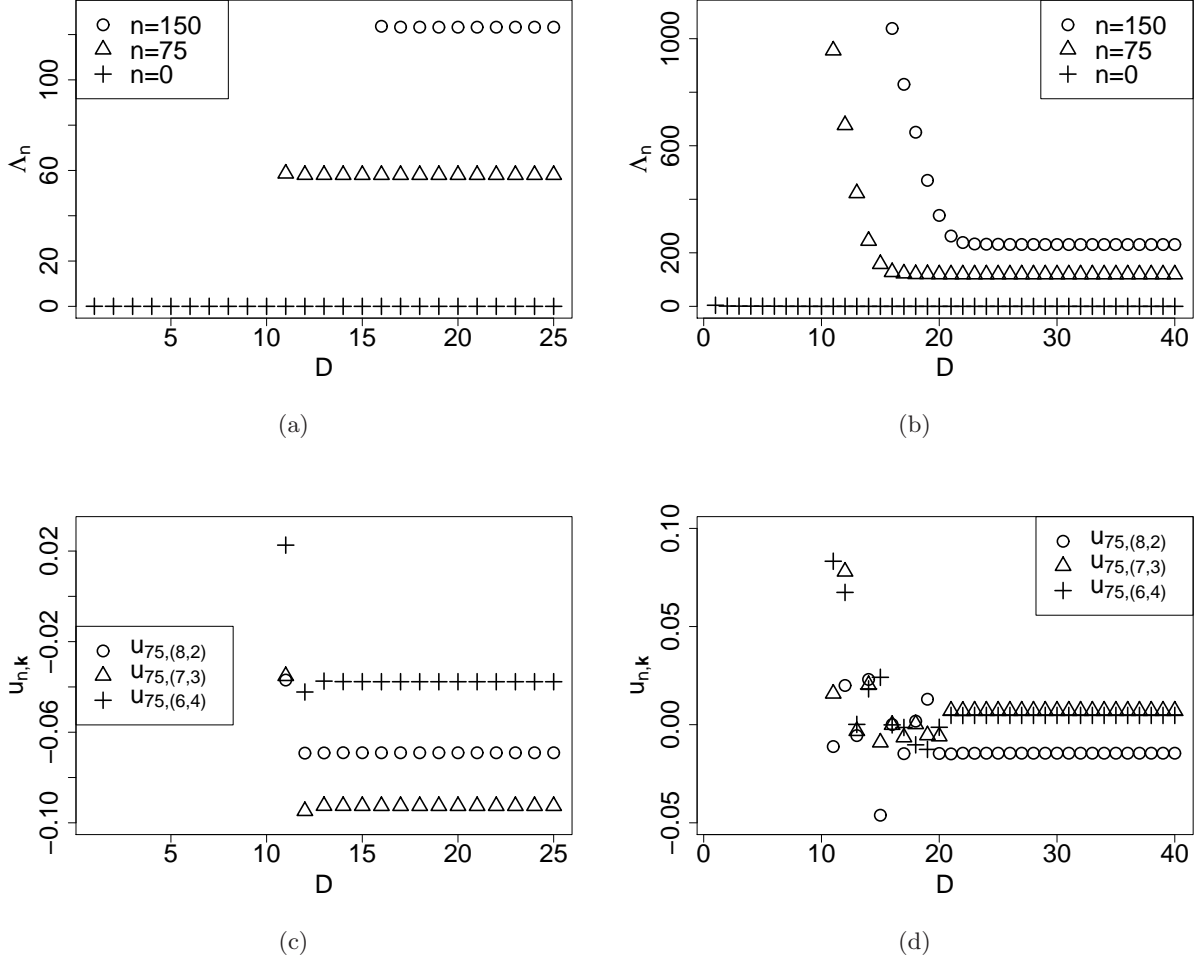 n=150
n=75
n=0
Λn
0
20
60
100
5
10
15
20
25
D
(a)
n=150
n=75
n=0
Λn
0
200
600
1000
0
10
20
30
40
D
(b)
u75,(8,2)
u75,(7,3)
u75,(6,4)
un,k
−0.10
−0.06
−0.02
0.02
5
10
15
20
25
D
(c)
u75,(8,2)
u75,(7,3)
u75,(6,4)
un,k
−0.05
0.00
0.05
0.10
0
10
20
30
40
D
(d)